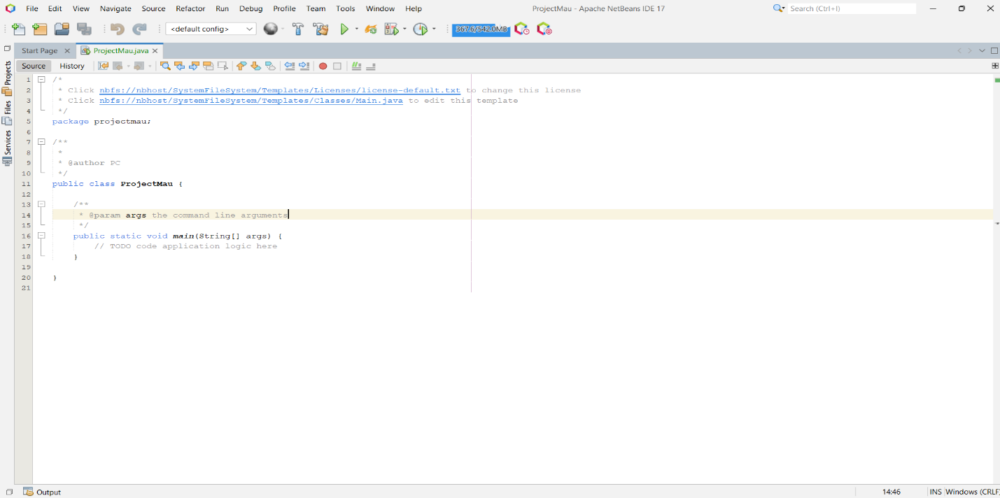 File Edit View Navigate Source Refactor Run Debug Profile Team Tools Window Help ProjectMau - Apache NetBeans IDE 17 Search (Ctrl+I)
<default config> 367.6/542.0MB
Start Page ProjectMau.java
Source History
Projects
Files
Services
1 /*
2 * Click nbfs://nbhost/SystemFileSystem/Templates/Licenses/license-default.txt to change this license
3 * Click nbfs://nbhost/SystemFileSystem/Templates/Classes/Main.java to edit this template
4 */
5 package projectmau;
6
7 /**
8 *
9 * @author PC
10 */
11 public class ProjectMau {
12
13 /**
14 * @param args the command line arguments
15 */
16 public static void main(String[] args) {
17 // TODO code application logic here
18 }
19
20 }
21
Output 14:46 INS Windows (CRLF